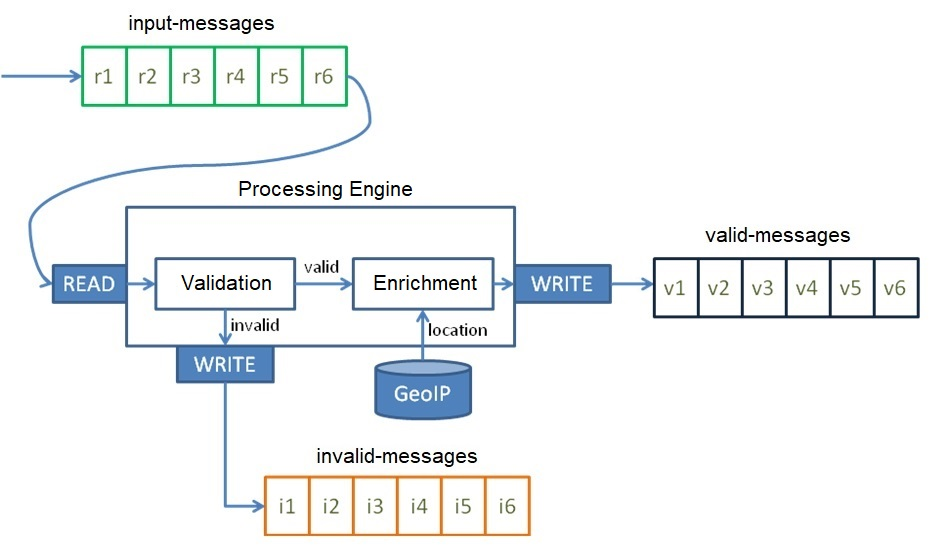 input-messages
r1 r2 r3 r4 r5 r6
Processing Engine
valid-messages
READ
Validation
valid
Enrichment
WRITE
v1 v2 v3 v4 v5 v6
invalid
location
WRITE
GeoIP
invalid-messages
i1 i2 i3 i4 i5 i6